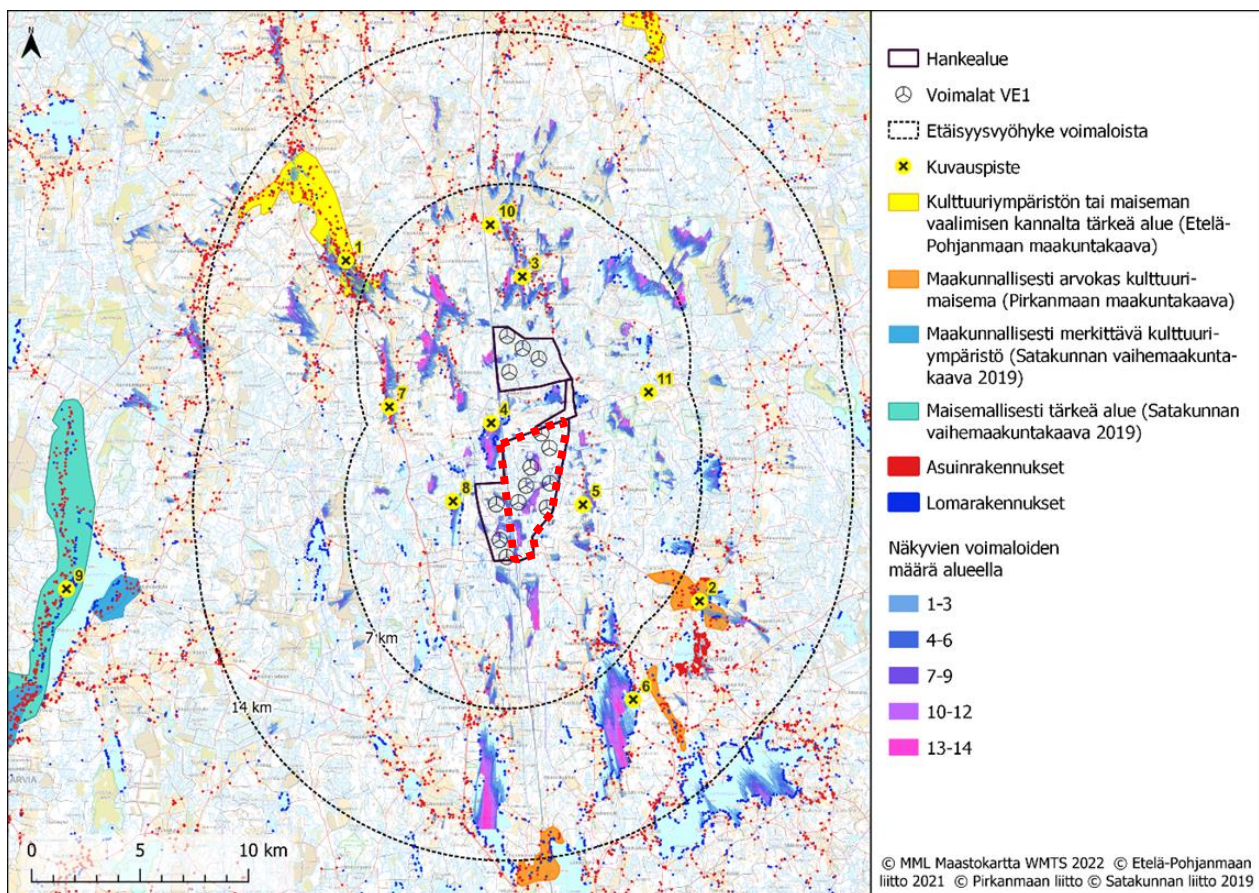 N
10
1
3
7
4
11
8
5
9
2
7 km
6
14 km
ARVIA
0 5 10 km
Hankealue
Voimalat VE1
Etäisyysvyöhyke voimaloista
Kuvauspiste
Kulttuuriympäristön tai maiseman
vaalimisen kannalta tärkeä alue (Etelä-
Pohjanmaan maakuntakaava)
Maakunnallisesti arvokas kulttuuri-
maisema (Pirkanmaan maakuntakaava)
Maakunnallisesti merkittävä kulttuuri-
ympäristö (Satakunnan vaihemaakunta-
kaava 2019)
Maisemallisesti tärkeä alue (Satakunnan
vaihemaakuntakaava 2019)
Asuinrakennukset
Lomarakennukset
Näkyvien voimaloiden
määrä alueella
1-3
4-6
7-9
10-12
13-14
© MML Maastokartta WMTS 2022 © Etelä-Pohjanmaan
liitto 2021 © Pirkanmaan liitto © Satakunnan liitto 2019